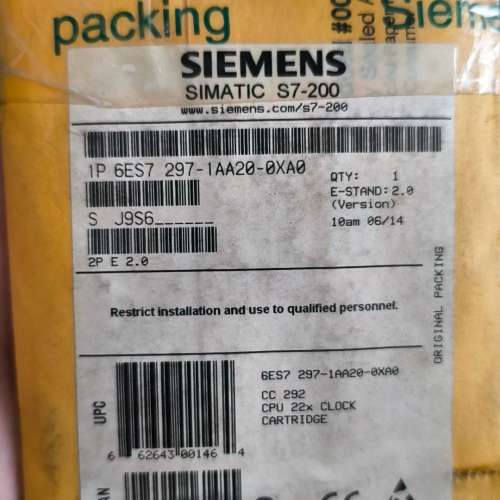 packing
Siem
SIEMENS
SIMATIC S7-200
www.siemens.com/s7-200
1P 6ES7 297-1AA20-0XA0
QTY: 1
E-STAND: 2.0
(Version)
10am 06/14
S J9S6______
2P E 2.0
ORIGINAL PACKING
Restrict installation and use to qualified personnel.
UPC
6 62643 00146 4
6ES7 297-1AA20-0XA0
CC 292
CPU 22x CLOCK
CARTRIDGE